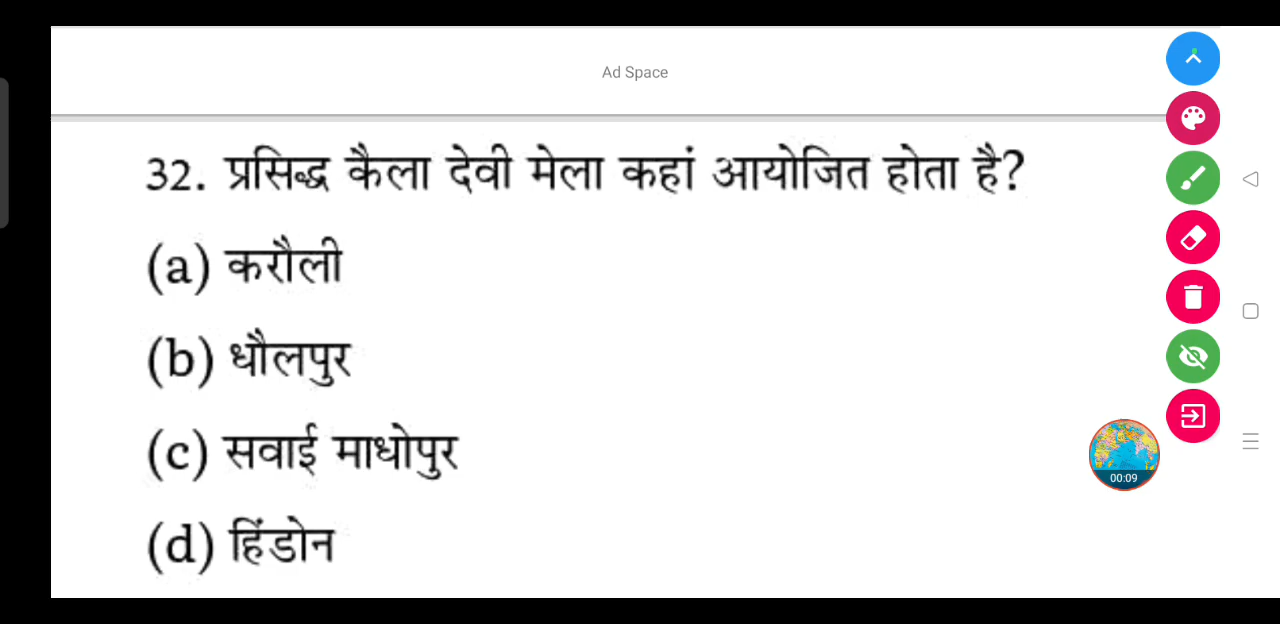 Ad Space
32. प्रसिद्ध कैला देवी मेला कहां आयोजित होता है?
(a) करौली
(b) धौलपुर
(c) सवाई माधोपुर
(d) हिंडोन
00:09